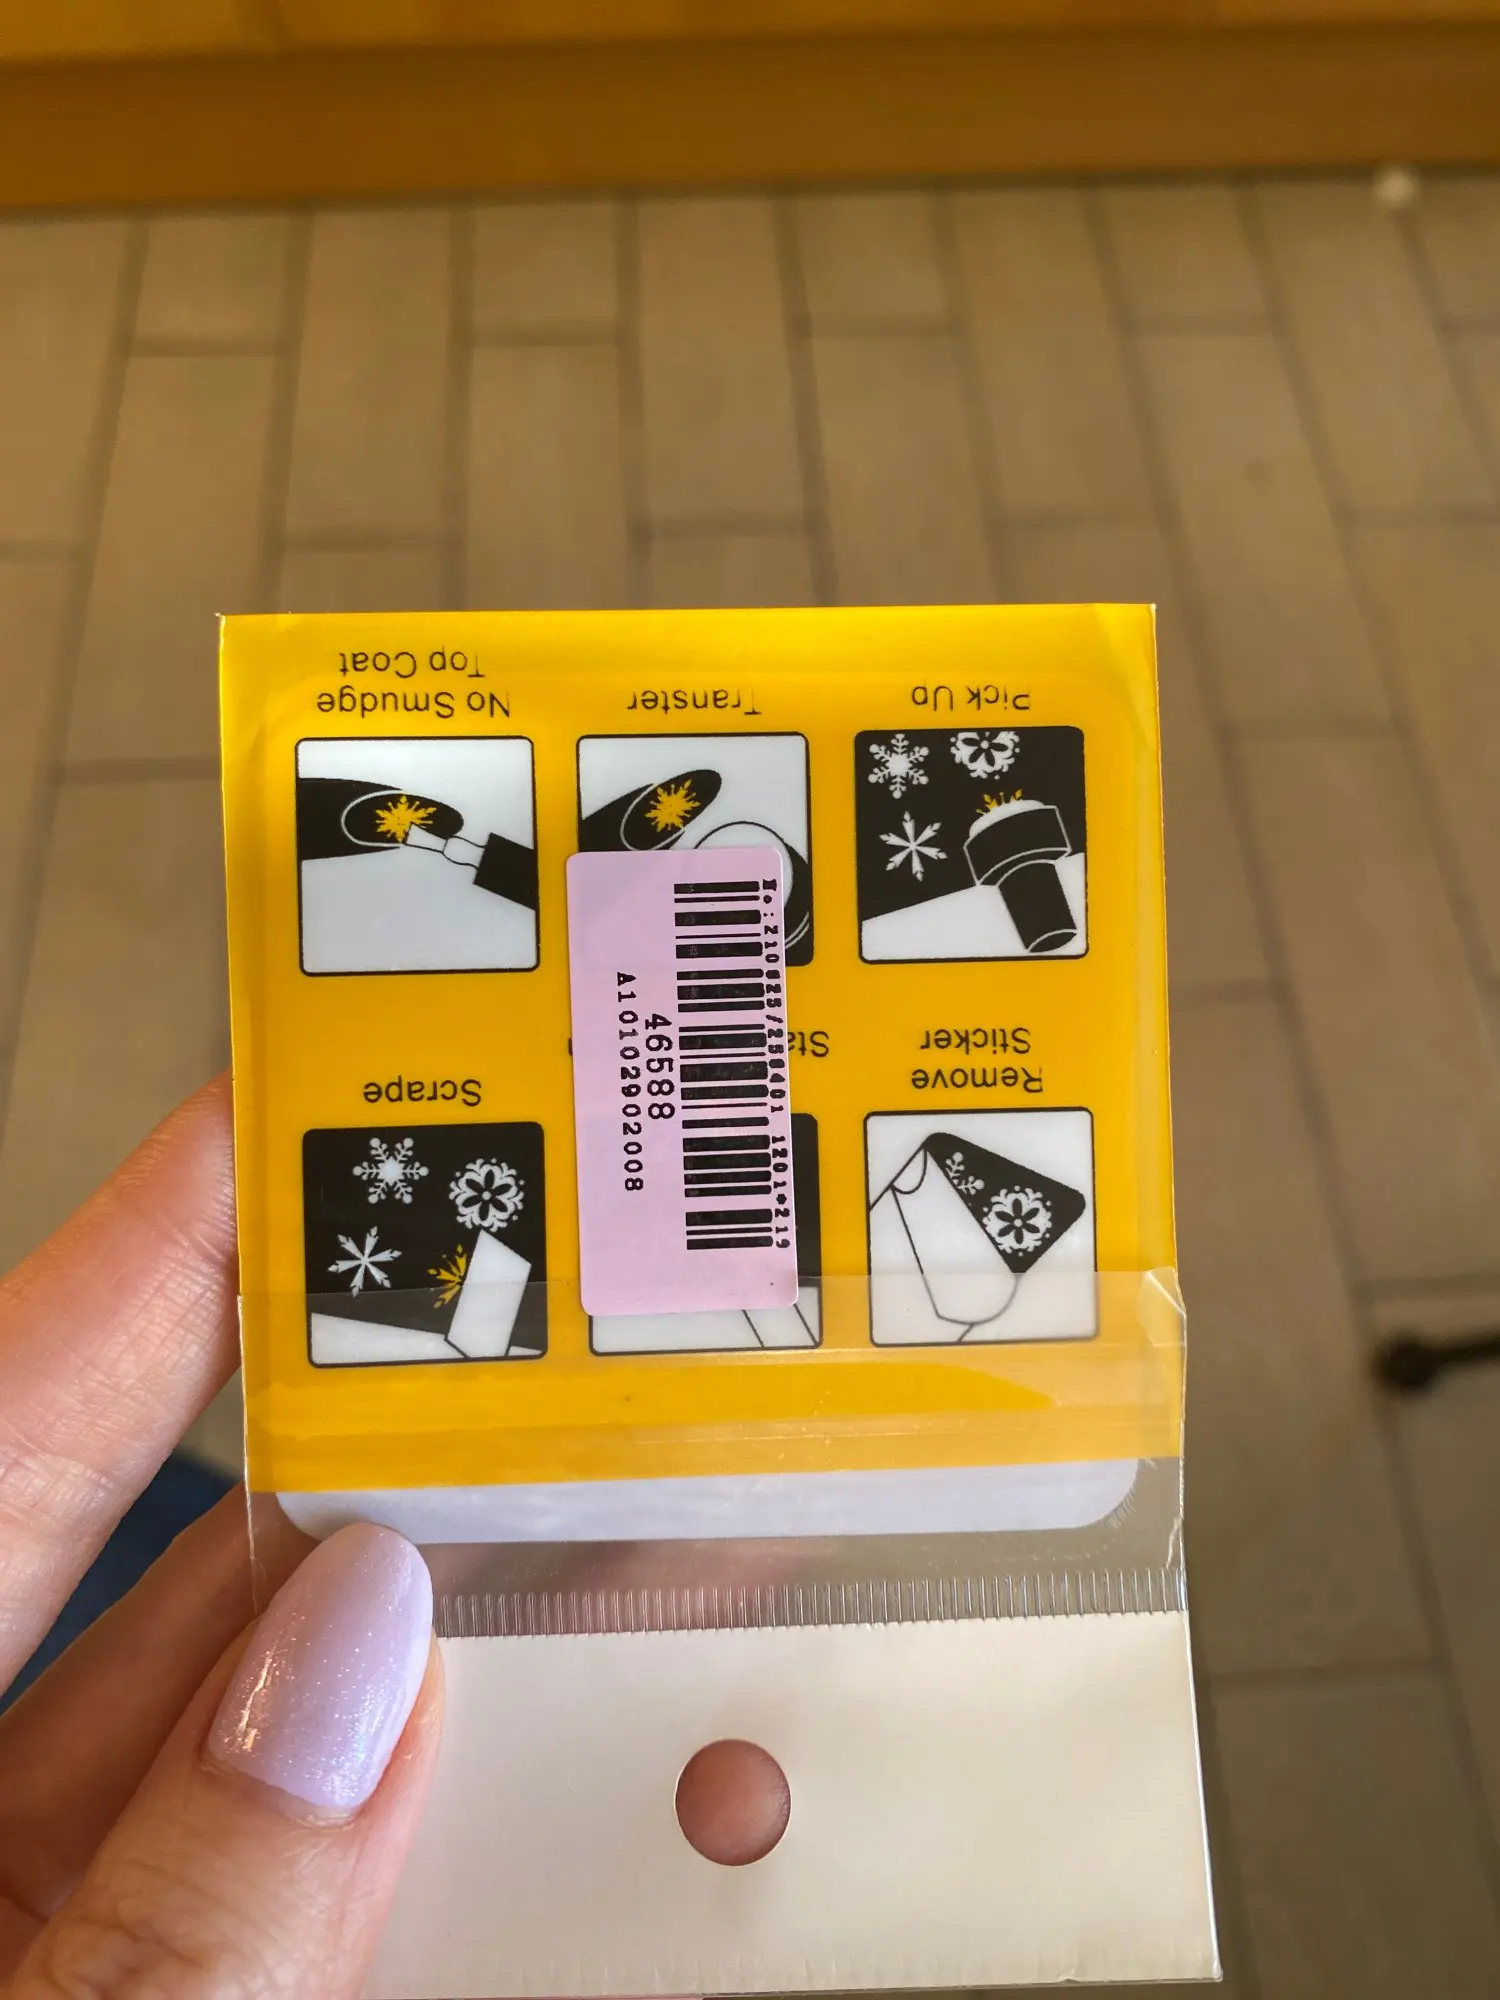 Remove
Sticker
Scrape
Pick Up
Transfer
No Smudge
Top Coat
46588
A10102902008